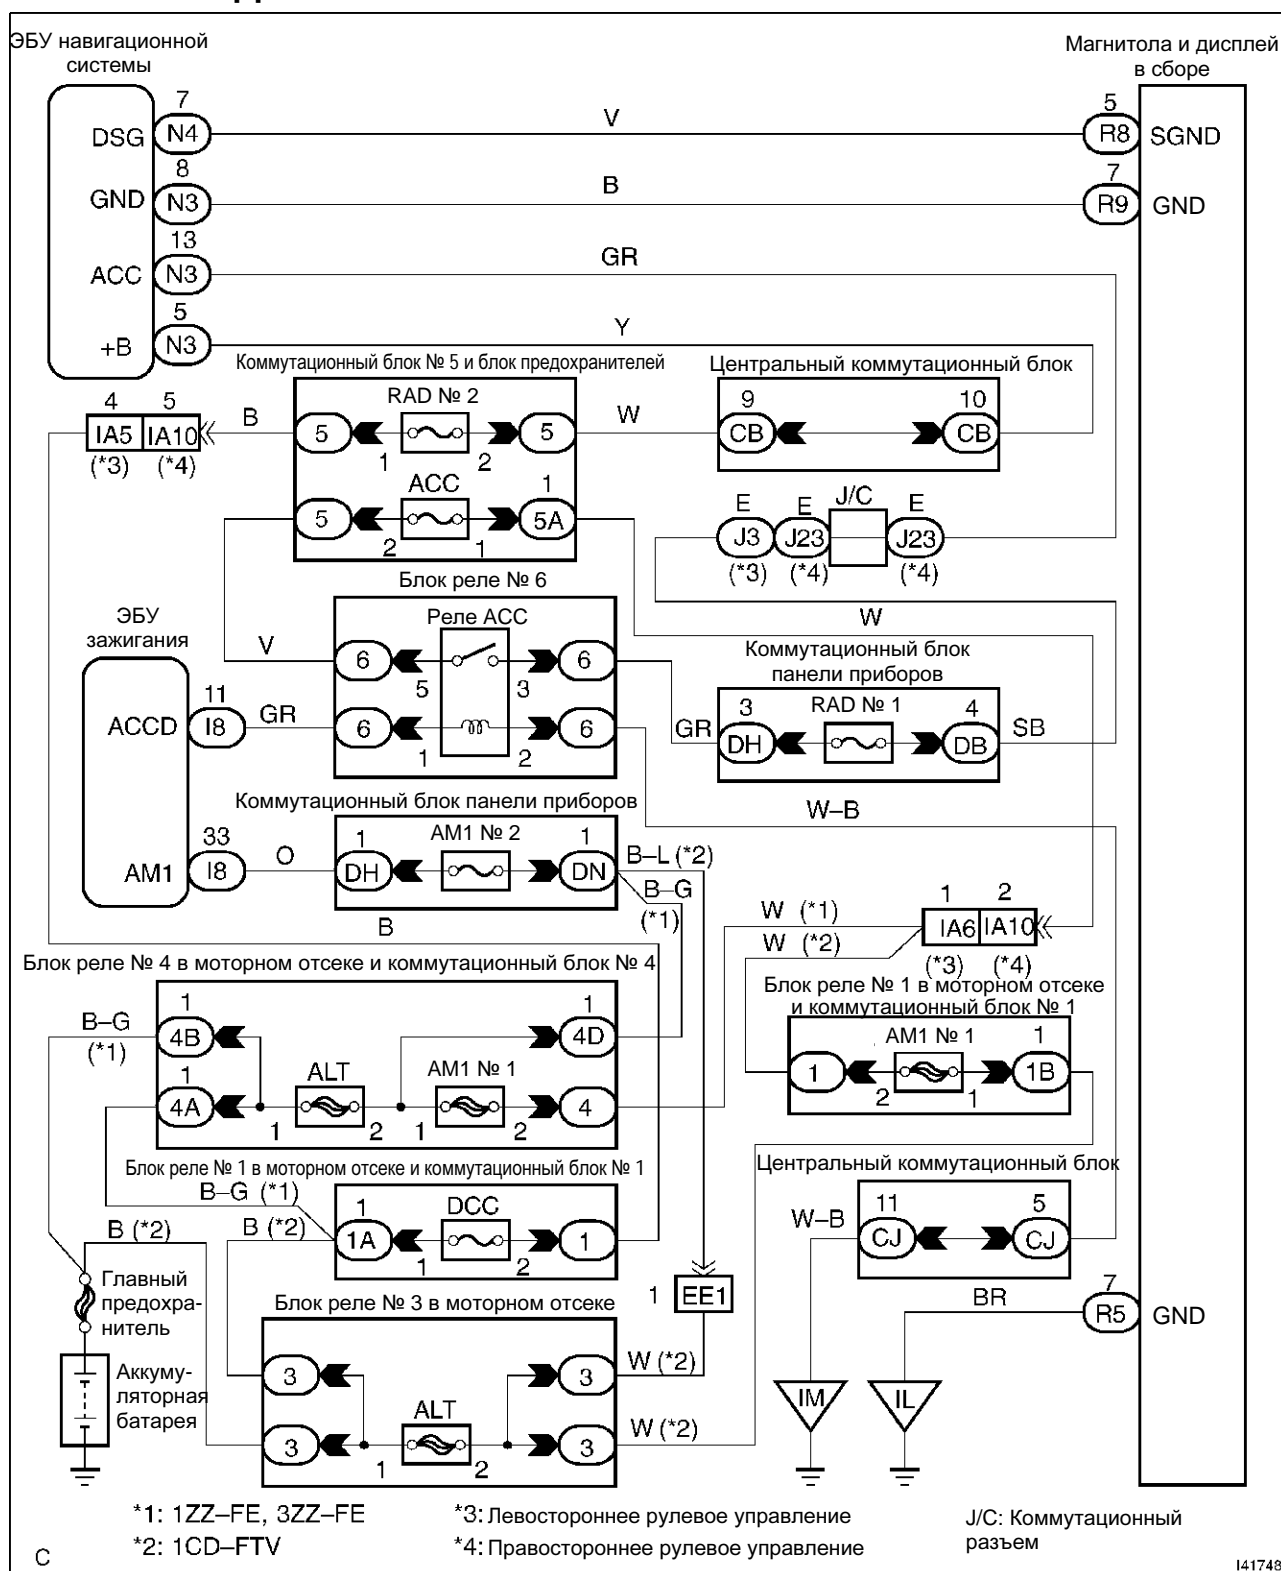 ЭБУ навигационной
системы
Магнитола и дисплей
в сборе
7
DSG N4
V
5
R8 SGND
8
GND N3
B
7
R9 GND
13
ACC N3
GR
5
+B N3
Y
Коммутационный блок № 5 и блок предохранителей
Центральный коммутационный блок
4 5
IA5 IA10
(*3) (*4)
B
RAD № 2
5 5
1 2
W
9 10
CB CB
ACC
1
5 5A
2 1
E E J/C E
J3 J23 J23
(*3) (*4) (*4)
Блок реле № 6
ЭБУ
зажигания
Реле ACC
V
6 6
5 3
W
Коммутационный блок
панели приборов
11
ACCD I8
GR
6 6
1 2
GR
3 RAD № 1 4
DH DB
SB
W–B
Коммутационный блок панели приборов
33
AM1 I8
O
1 AM1 № 2 1
DH DN
B–L (*2)
B–G
(*1)
B
W (*1)
W (*2)
1 2
IA6 IA10
(*3) (*4)
Блок реле № 4 в моторном отсеке и коммутационный блок № 4
Блок реле № 1 в моторном отсеке
и коммутационный блок № 1
B–G
(*1)
1 1
4B 4D
1 ALT AM1 № 1
4A 4
1 2 1 2
AM1 № 1 1
1 1B
2 1
Блок реле № 1 в моторном отсеке и коммутационный блок № 1
Центральный коммутационный блок
B–G (*1)
B (*2)
B (*2)
1 DCC
1A 1
1 2
W–B
11 5
CJ CJ
Главный
предохра-
нитель
Блок реле № 3 в моторном отсеке
1 EE1
BR
7
R5 GND
Аккуму-
ляторная
батарея
3 3
W (*2)
ALT
3 3
1 2
W (*2)
IM IL
*1: 1ZZ–FE, 3ZZ–FE
*2: 1CD–FTV
*3: Левостороннее рулевое управление
*4: Правостороннее рулевое управление
J/C: Коммутационный
разъем
C
I41748